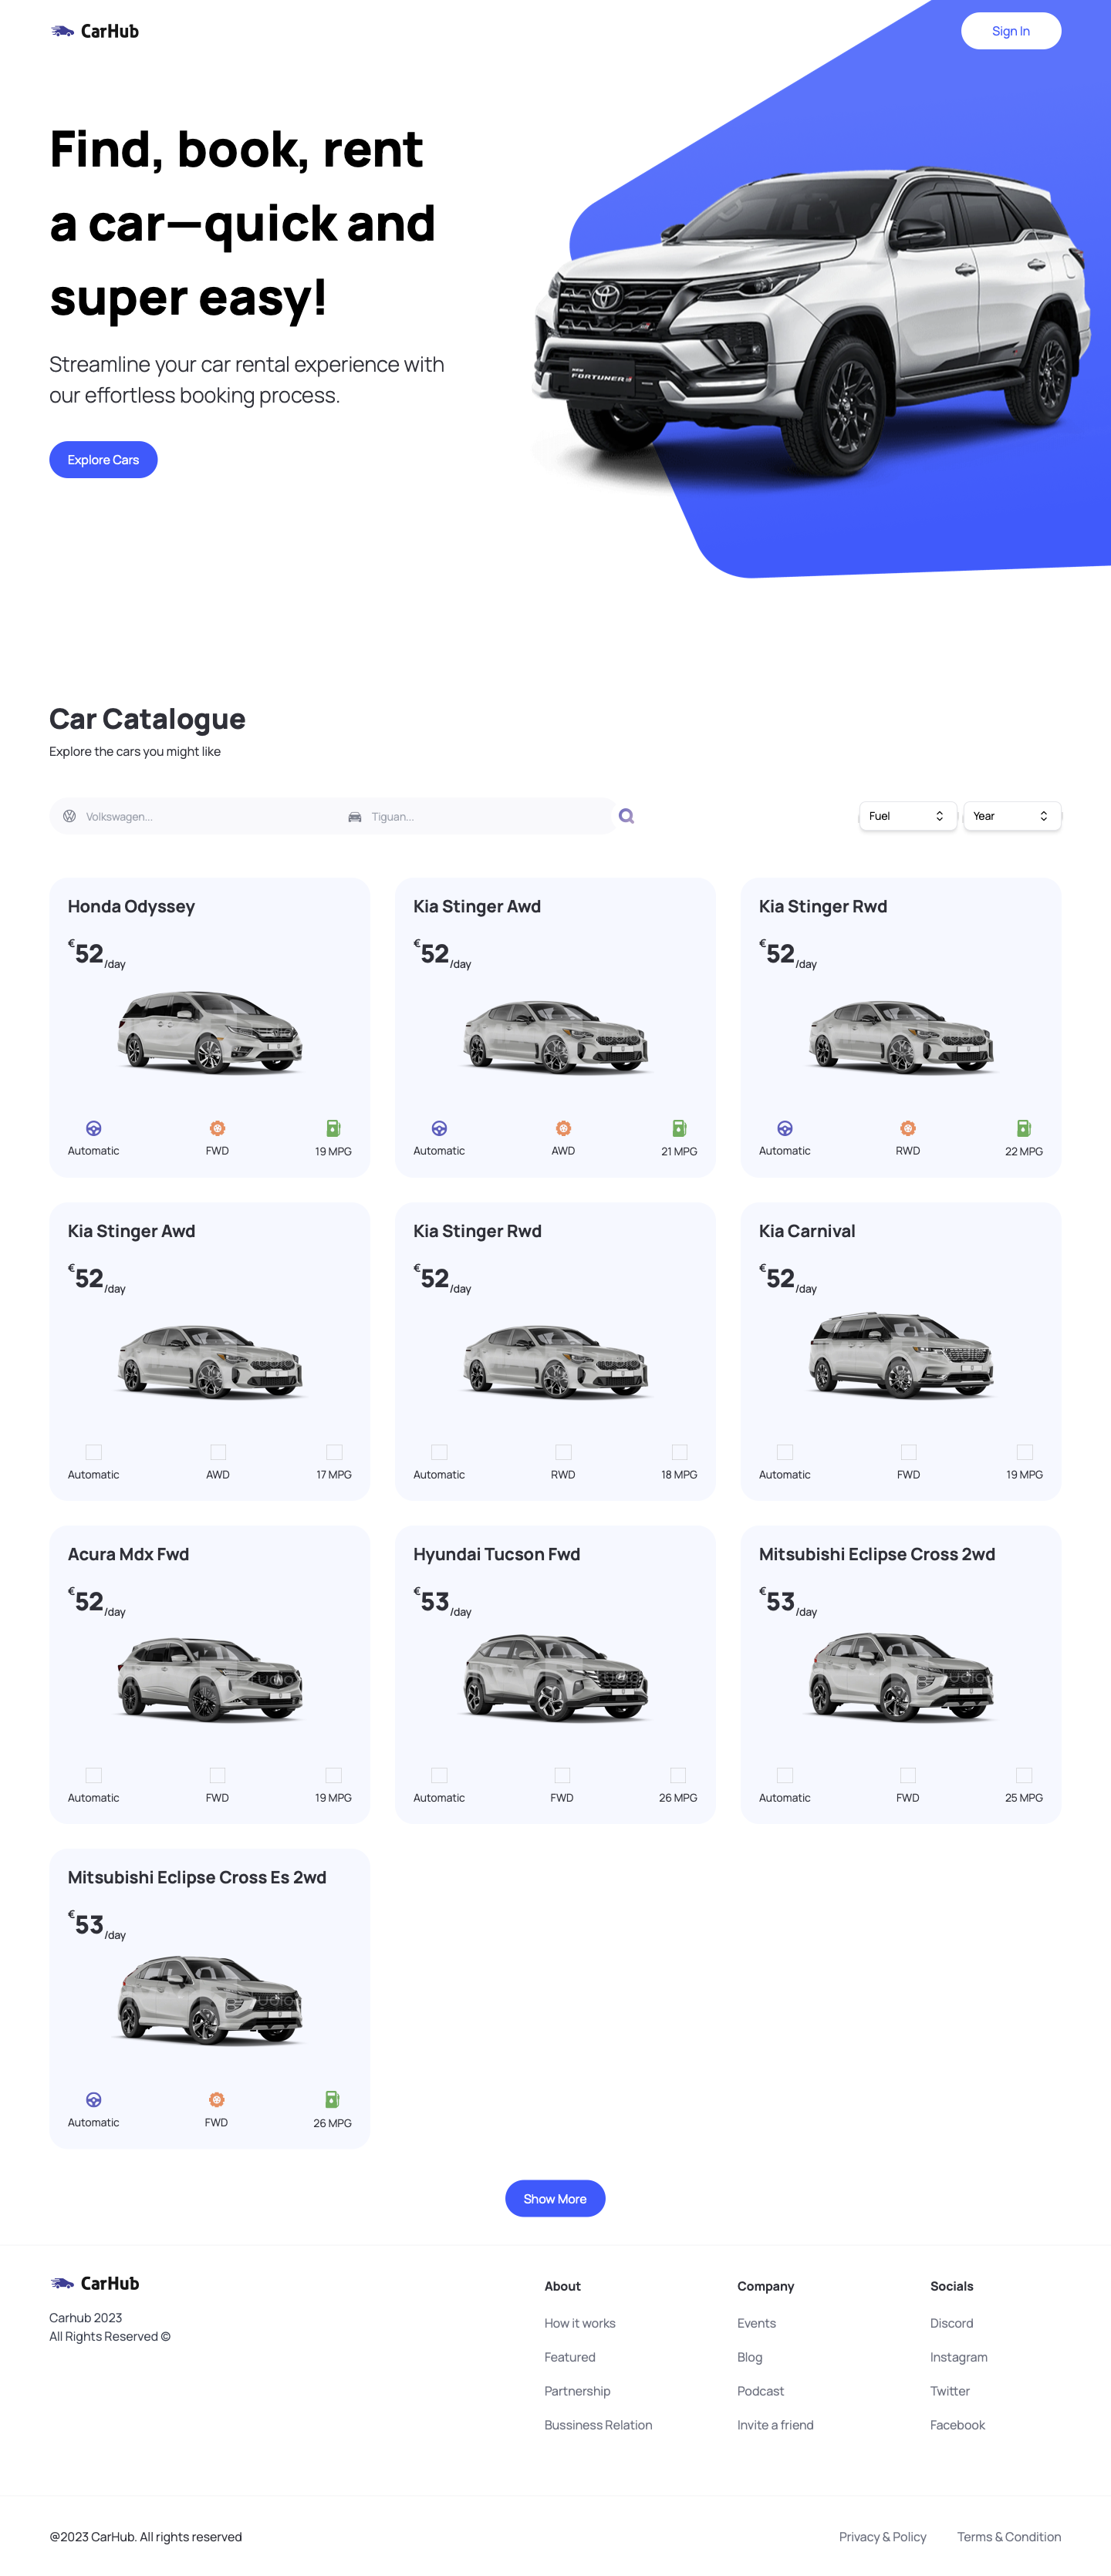 CarHub
Sign In
Find, book, rent
a car—quick and
super easy!
Streamline your car rental experience with
our effortless booking process.
Explore Cars
NEW
FORTUNER
Car Catalogue
Explore the cars you might like
Volkswagen...
Tiguan...
Fuel
Year
Honda Odyssey
€52/day
Automatic
FWD
19 MPG
Kia Stinger Awd
€52/day
Automatic
AWD
21 MPG
Kia Stinger Rwd
€52/day
Automatic
RWD
22 MPG
Kia Stinger Awd
€52/day
Automatic
AWD
17 MPG
Kia Stinger Rwd
€52/day
Automatic
RWD
18 MPG
Kia Carnival
€52/day
Automatic
FWD
19 MPG
Acura Mdx Fwd
€52/day
Automatic
FWD
19 MPG
Hyundai Tucson Fwd
€53/day
Automatic
FWD
26 MPG
Mitsubishi Eclipse Cross 2wd
€53/day
Automatic
FWD
25 MPG
Mitsubishi Eclipse Cross Es 2wd
€53/day
Automatic
FWD
26 MPG
Show More
CarHub
Carhub 2023
All Rights Reserved ©
About
How it works
Featured
Partnership
Bussiness Relation
Company
Events
Blog
Podcast
Invite a friend
Socials
Discord
Instagram
Twitter
Facebook
@2023 CarHub. All rights reserved
Privacy & Policy
Terms & Condition